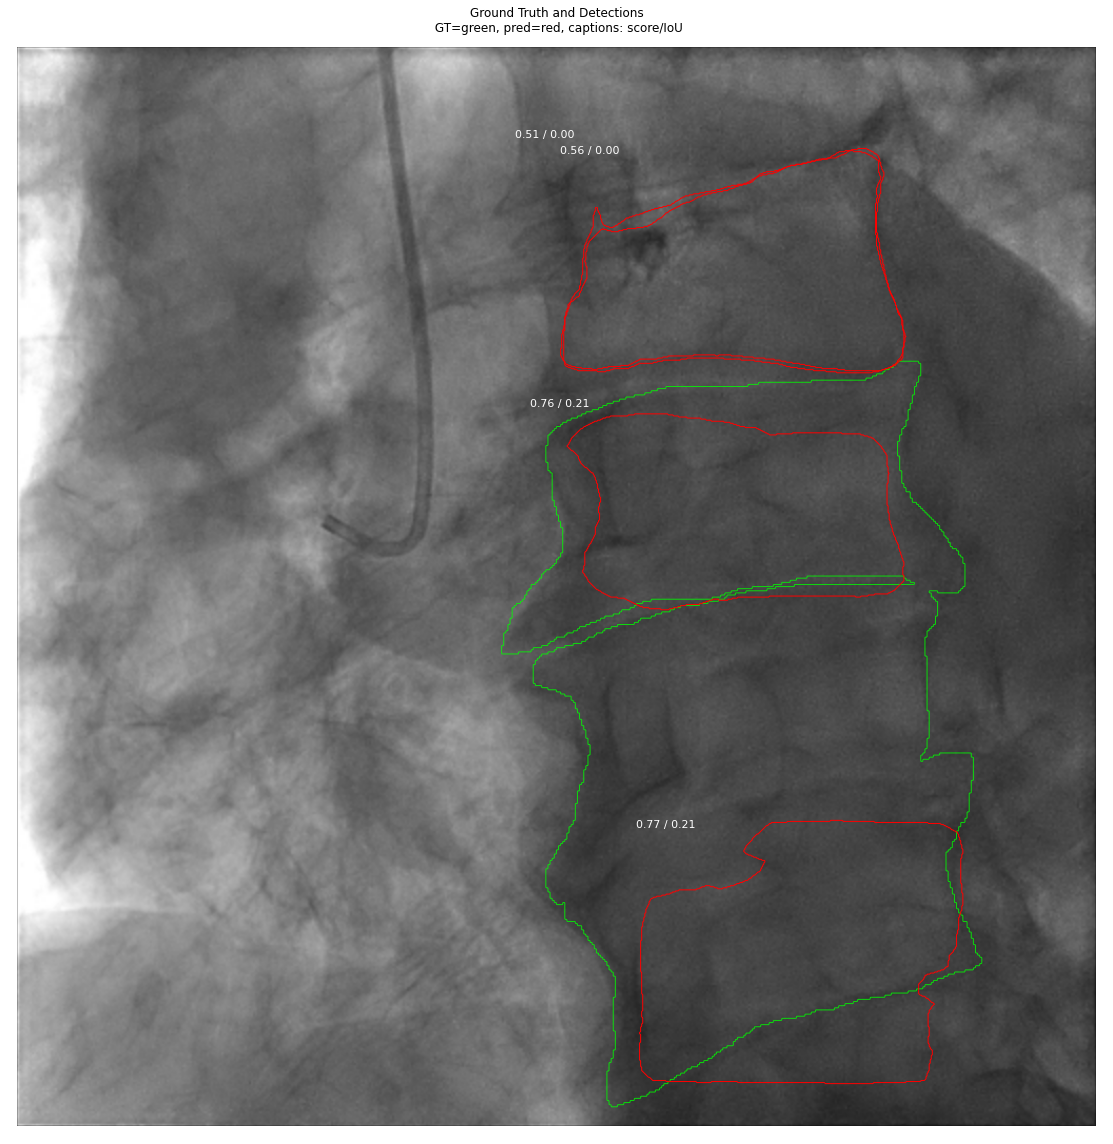 Ground Truth and Detections
GT=green, pred=red, captions: score/IoU
0.51 / 0.00
0.56 / 0.00
0.76 / 0.21
0.77 / 0.21